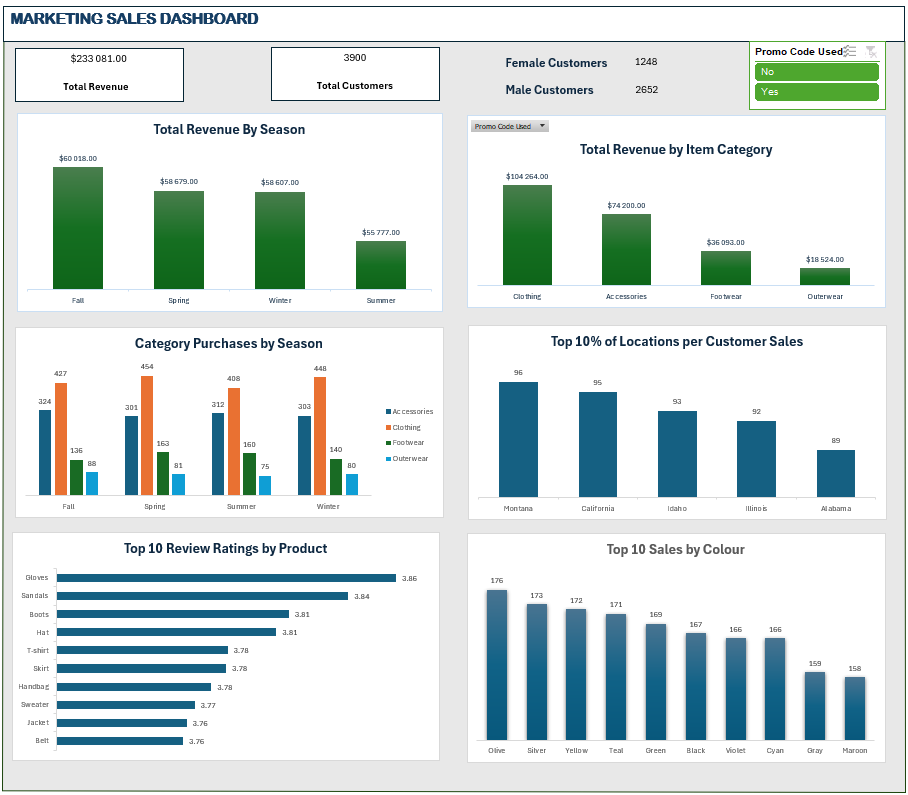 MARKETING SALES DASHBOARD
$233 081.00
Total Revenue
3900
Total Customers
Female Customers 1248
Male Customers 2652
Promo Code Used
No
Yes
Total Revenue By Season
$60 018.00
$58 679.00
$58 607.00
$55 777.00
Fall Spring Winter Summer
Promo Code Used
Total Revenue by Item Category
$104 264.00
$74 200.00
$36 093.00
$18 524.00
Clothing Accessories Footwear Outerwear
Category Purchases by Season
324 427 136 88
301 454 163 81
312 408 160 75
303 448 140 80
Fall Spring Summer Winter
Accessories
Clothing
Footwear
Outerwear
Top 10% of Locations per Customer Sales
96 95 93 92 89
Montana California Idaho Illinois Alabama
Top 10 Review Ratings by Product
Gloves 3.86
Sandals 3.84
Boots 3.81
Hat 3.81
T-shirt 3.78
Skirt 3.78
Handbag 3.78
Sweater 3.77
Jacket 3.76
Belt 3.76
Top 10 Sales by Colour
176 173 172 171 169 167 166 166 159 158
Olive Silver Yellow Teal Green Black Violet Cyan Gray Maroon